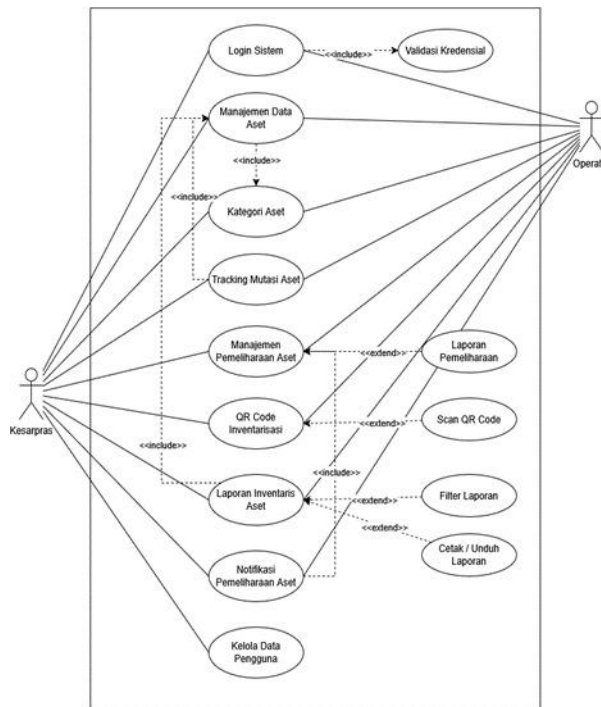 Login Sistem
<<include>>
Validasi Kredensial
Manajemen Data
Aset
Operat
<<include>>
<<include>>
Kategori Aset
Tracking Mutasi Aset
Manajemen
Pemeliharaan Aset
<<extend>>
Laporan
Pemeliharaan
Kesarpras
QR Code
Inventarisasi
<<extend>>
Scan QR Code
<<include>>
<<include>>
Laporan Inventaris
Aset
<<extend>>
Filter Laporan
<<extend>>
Cetak / Unduh
Laporan
Notifikasi
Pemeliharaan Aset
Kelola Data
Pengguna